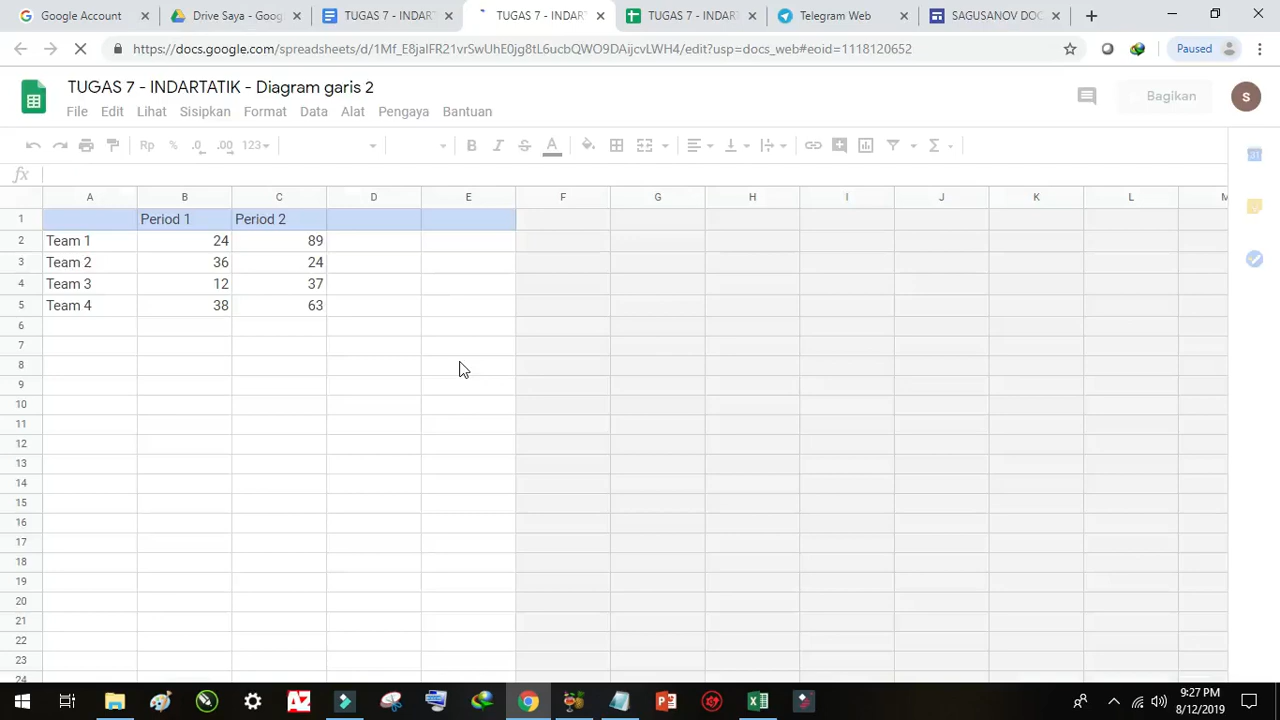 Google Account
Drive Saya - Goog
TUGAS 7 - INDART
TUGAS 7 - INDAR
TUGAS 7 - INDART
Telegram Web
SAGUSANOV DOC
https://docs.google.com/spreadsheets/d/1Mf_E8jaIFR21vrSwUhE0jg8tL6ucbQWO9DAijcvLWH4/edit?usp=docs_web#eoid=1118120652
Paused
TUGAS 7 - INDARTATIK - Diagram garis 2
File Edit Lihat Sisipkan Format Data Alat Pengaya Bantuan
Bagikan
S
Rp % .0 .00 123
fx
A B C D E F G H I J K L M
1 Period 1 Period 2
2 Team 1 24 89
3 Team 2 36 24
4 Team 3 12 37
5 Team 4 38 63
6
7
8
9
10
11
12
13
14
15
16
17
18
19
20
21
22
23
24
9:27 PM
8/12/2019